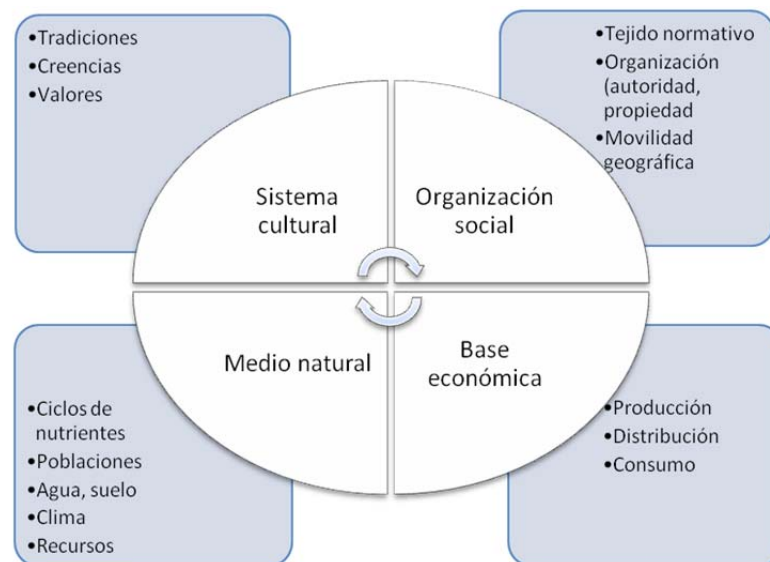 •Tradiciones
•Creencias
•Valores
•Tejido normativo
•Organización
(autoridad,
propiedad
•Movilidad
geográfica
Sistema
cultural
Organización
social
Medio natural
Base
económica
•Ciclos de
nutrientes
•Poblaciones
•Agua, suelo
•Clima
•Recursos
•Producción
•Distribución
•Consumo